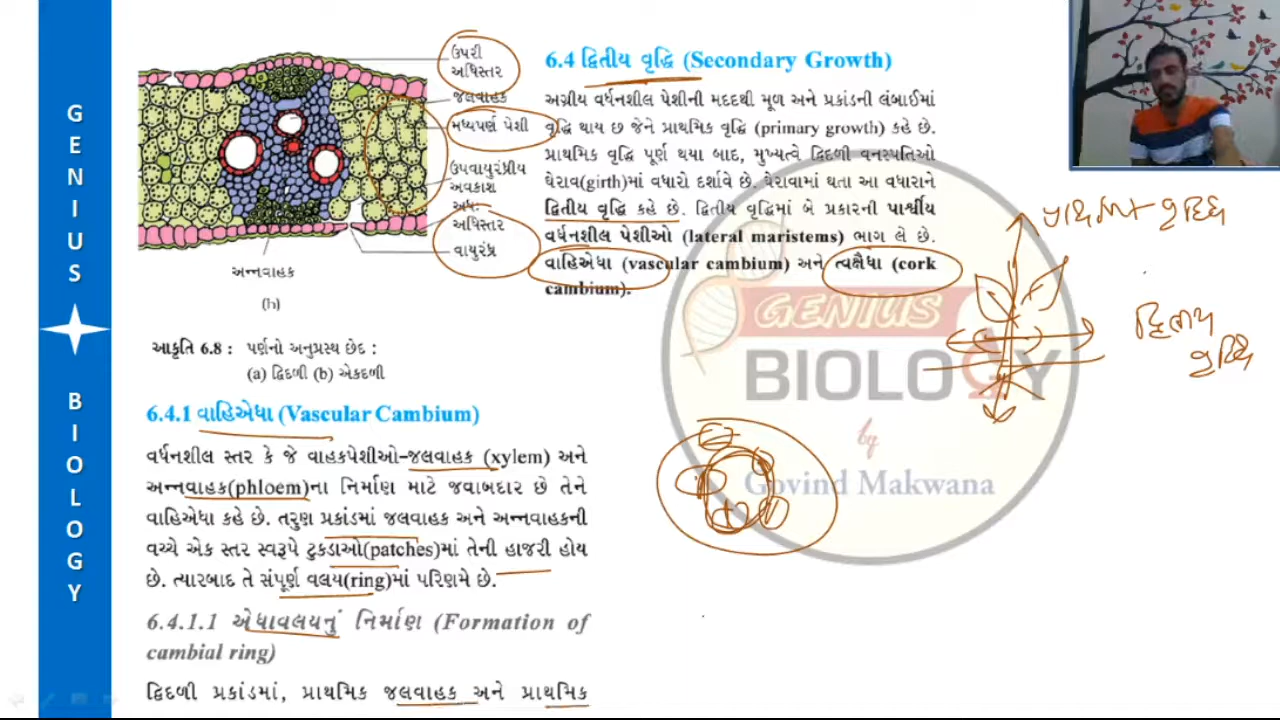 GENIUS
BIOLOGY
ઉપરી
અધિસ્તર
જલવાહક
મધ્યપર્ણ પેશી
ઉપવાયુરંધ્રીય
અવકાશ
અધઃ
અધિસ્તર
વાયુરંધ્ર
અન્નવાહક
(b)
આકૃતિ 6.8 : પર્ણનો અનુપ્રસ્થ છેદ :
(a) દ્વિદળી (b) એકદળી
6.4.1 વાહિએધા (Vascular Cambium)
વર્ધનશીલ સ્તર કે જે વાહકપેશીઓ-જલવાહક (xylem) અને
અન્નવાહક(phloem)ના નિર્માણ માટે જવાબદાર છે તેને
વાહિએધા કહે છે. તરુણ પ્રકાંડમાં જલવાહક અને અન્નવાહકની
વચ્ચે એક સ્તર સ્વરૂપે ટુકડાઓ(patches)માં તેની હાજરી હોય
છે. ત્યારબાદ તે સંપૂર્ણ વલય(ring)માં પરિણમે છે.
6.4.1.1 એધાવલયનું નિર્માણ (Formation of
cambial ring)
દ્વિદળી પ્રકાંડમાં, પ્રાથમિક જલવાહક અને પ્રાથમિક
6.4 દ્વિતીય વૃદ્ધિ (Secondary Growth)
અગ્રીય વર્ધનશીલ પેશીની મદદથી મૂળ અને પ્રકાંડની લંબાઈમાં
વૃદ્ધિ થાય છ જેને પ્રાથમિક વૃદ્ધિ (primary growth) કહે છે.
પ્રાથમિક વૃદ્ધિ પૂર્ણ થયા બાદ, મુખ્યત્વે દ્વિદળી વનસ્પતિઓ
ઘેરાવ(girth)માં વધારો દર્શાવે છે. ઘેરાવામાં થતા આ વધારાને
દ્વિતીય વૃદ્ધિ કહે છે. દ્વિતીય વૃદ્ધિમાં બે પ્રકારની પાર્શ્વીય
વર્ધનશીલ પેશીઓ (lateral maristems) ભાગ લે છે.
વાહિએધા (vascular cambium) અને ત્વક્ષૈધા (cork
cambium).
પ્રાથમિક વૃદ્ધિ
દ્વિતીય
વૃદ્ધિ
GENIUS
BIOLOGY
by
Govind Makwana